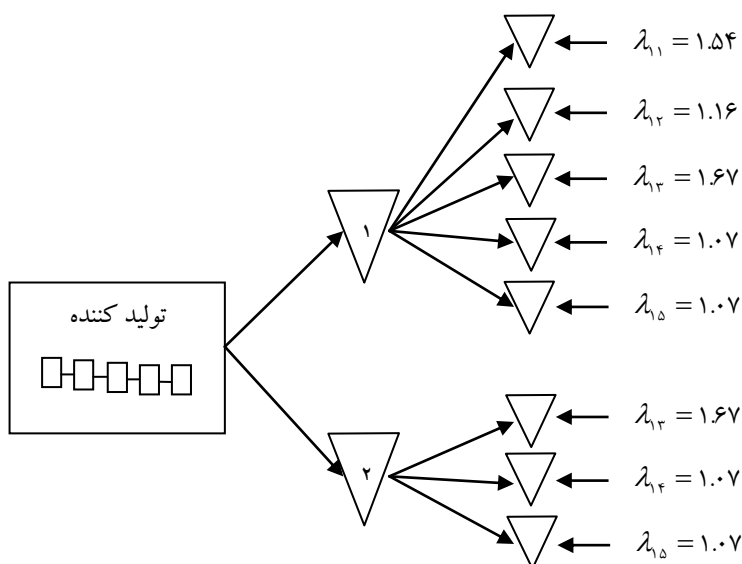 λ₁₁ = ۱.۵۴
λ₁₂ = ۱.۱۶
λ₁₃ = ۱.۶۷
۱
λ₁₄ = ۱.۰۷
λ₁₅ = ۱.۰۷
تولید کننده
λ₁₃ = ۱.۶۷
۲
λ₁₄ = ۱.۰۷
λ₁₅ = ۱.۰۷